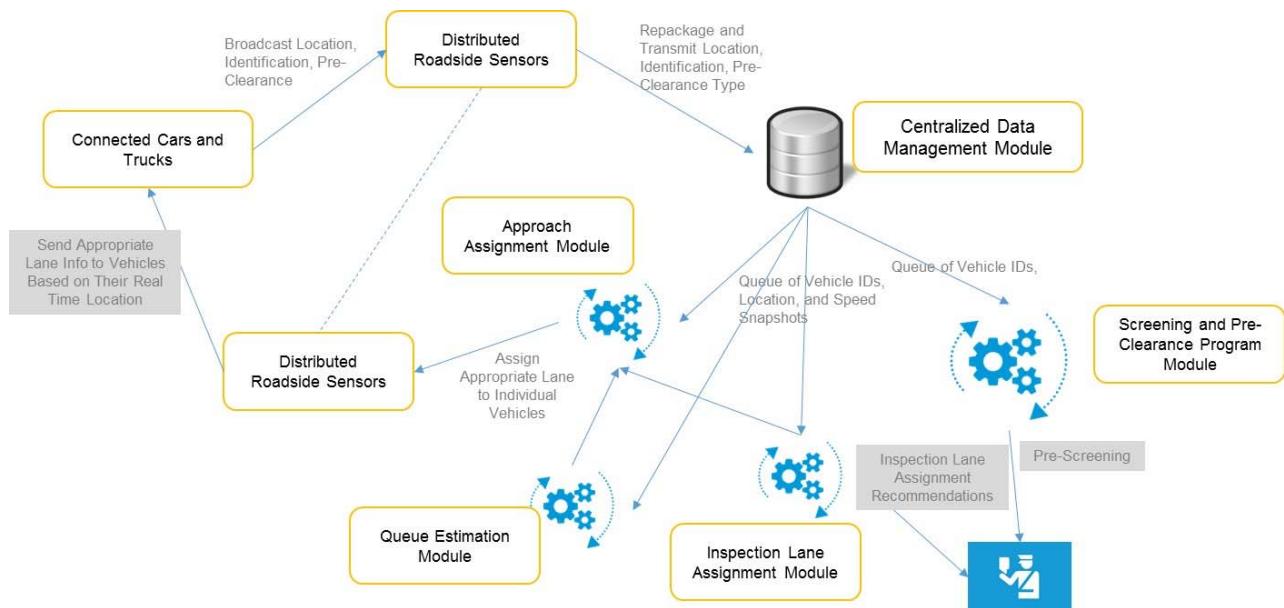 Broadcast Location,
Identification, Pre-
Clearance
Distributed
Roadside Sensors
Repackage and
Transmit Location,
Identification, Pre-
Clearance Type
Connected Cars and
Trucks
Centralized Data
Management Module
Send Appropriate
Lane Info to Vehicles
Based on Their Real
Time Location
Approach
Assignment Module
Queue of Vehicle IDs,
Location, and Speed
Snapshots
Queue of Vehicle IDs,
Screening and Pre-
Clearance Program
Module
Distributed
Roadside Sensors
Assign
Appropriate Lane
to Individual
Vehicles
Inspection Lane
Assignment
Recommendations
Pre-Screening
Queue Estimation
Module
Inspection Lane
Assignment Module